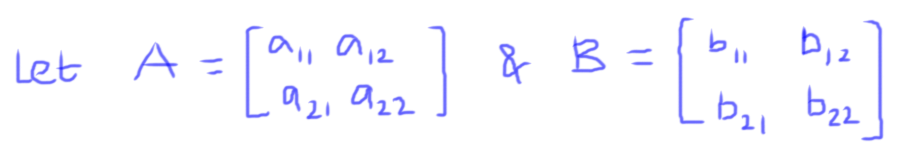 Let A = [a₁₁ a₁₂ & B = [b₁₁ b₁₂
a₂₁ a₂₂] b₂₁ b₂₂]